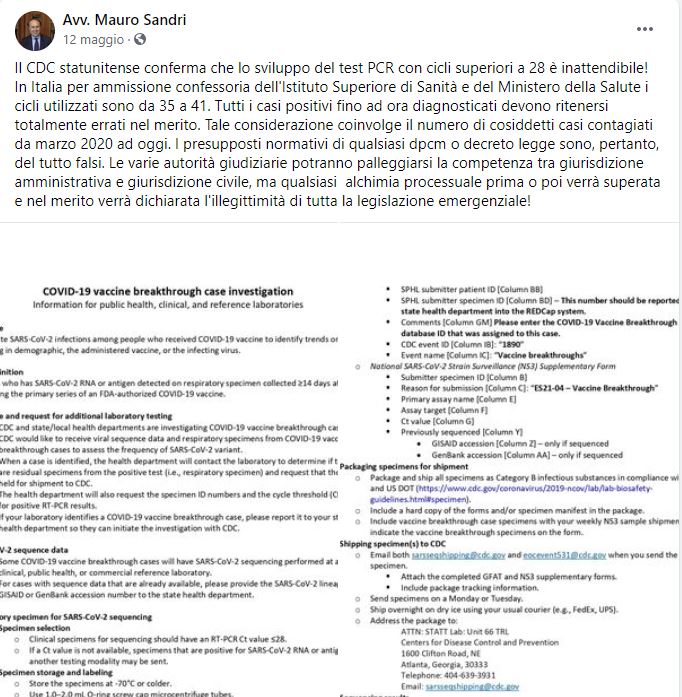 Avv. Mauro Sandri
12 maggio ·
Il CDC statunitense conferma che lo sviluppo del test PCR con cicli superiori a 28 è inattendibile!
In Italia per ammissione confessoria dell'Istituto Superiore di Sanità e del Ministero della Salute i
cicli utilizzati sono da 35 a 41. Tutti i casi positivi fino ad ora diagnosticati devono ritenersi
totalmente errati nel merito. Tale considerazione coinvolge il numero di cosiddetti casi contagiati
da marzo 2020 ad oggi. I presupposti normativi di qualsiasi dpcm o decreto legge sono, pertanto,
del tutto falsi. Le varie autorità giudiziarie potranno palleggiarsi la competenza tra giurisdizione
amministrativa e giurisdizione civile, ma qualsiasi alchimia processuale prima o poi verrà superata
e nel merito verrà dichiarata l'illegittimità di tutta la legislazione emergenziale!
COVID-19 vaccine breakthrough case investigation
Information for public health, clinical, and reference laboratories
te SARS-CoV-2 infections among people who received COVID-19 vaccine to identify trends or
g in demographic, the administered vaccine, or the infecting virus.
nition
who has SARS-CoV-2 RNA or antigen detected on respiratory specimen collected ≥14 days a
ng the primary series of an FDA-authorized COVID-19 vaccine.
e and request for additional laboratory testing
CDC and state/local health departments are investigating COVID-19 vaccine breakthrough ca
CDC would like to receive viral sequence data and respiratory specimens from COVID-19 vacc
breakthrough cases to assess the frequency of SARS-CoV-2 variant.
When a case is identified, the health department will contact the laboratory to determine if t
are residual specimens from the positive test (i.e., respiratory specimen) and request that the
held for shipment to CDC.
The health department will also request the specimen ID numbers and the cycle threshold (C
for positive RT-PCR results.
f your laboratory identifies a COVID-19 vaccine breakthrough case, please report it to your st
health department so they can initiate the investigation with CDC.
V-2 sequence data
Some COVID-19 vaccine breakthrough cases will have SARS-CoV-2 sequencing performed at a
clinical, public health, or commercial reference laboratory.
For cases with sequence data that are already available, please provide the SARS-CoV-2 linea
GISAID or GenBank accession number to the state health department.
ory specimen for SARS-CoV-2 sequencing
Specimen selection
o Clinical specimens for sequencing should have an RT-PCR Ct value ≤28.
o If a Ct value is not available, specimens that are positive for SARS-CoV-2 RNA or antig
another testing modality may be sent.
Specimen storage and labeling
o Store the specimens at -70°C or colder.
o Use 1.0–2.0 mL O-ring screw cap microcentrifuge tubes.
▪ SPHL submitter patient ID [Column BB]
▪ SPHL submitter specimen ID [Column BD] – This number should be reported
state health department into the REDCap system.
▪ Comments [Column GM] Please enter the COVID-19 Vaccine Breakthrough
database ID that was assigned to this case.
▪ CDC event ID [Column IB]: "1890"
▪ Event name [Column IC]: "Vaccine breakthroughs"
o National SARS-CoV-2 Strain Surveillance (NS3) Supplementary Form
▪ Submitter specimen ID [Column B]
▪ Reason for submission [Column C]: "ES21-04 – Vaccine Breakthrough"
▪ Primary assay name [Column E]
▪ Assay target [Column F]
▪ Ct value [Column G]
▪ Previously sequenced [Column Y]
• GISAID accession [Column Z] – only if sequenced
• GenBank accession [Column AA] – only if sequenced
Packaging specimens for shipment
o Package and ship all specimens as Category B infectious substances in compliance wi
and US DOT (https://www.cdc.gov/coronavirus/2019-ncov/lab/lab-biosafety-
guidelines.html#specimen).
o Include a hard copy of the forms and/or specimen manifest in the package.
o Include vaccine breakthrough case specimens with your weekly NS3 sample shipmen
indicate the vaccine breakthrough specimens on the form.
Shipping specimen(s) to CDC
o Email both sarsseqshipping@cdc.gov and eocevent531@cdc.gov when you send the
specimen.
▪ Attach the completed GFAT and NS3 supplementary forms.
▪ Include package tracking information.
o Send specimens on a Monday or Tuesday.
o Ship overnight on dry ice using your usual courier (e.g., FedEx, UPS).
o Address the package to:
ATTN: STATT Lab: Unit 66 TRL
Centers for Disease Control and Prevention
1600 Clifton Road, NE
Atlanta, Georgia, 30333
Telephone: 404-639-3931
Email: sarsseqshipping@cdc.gov